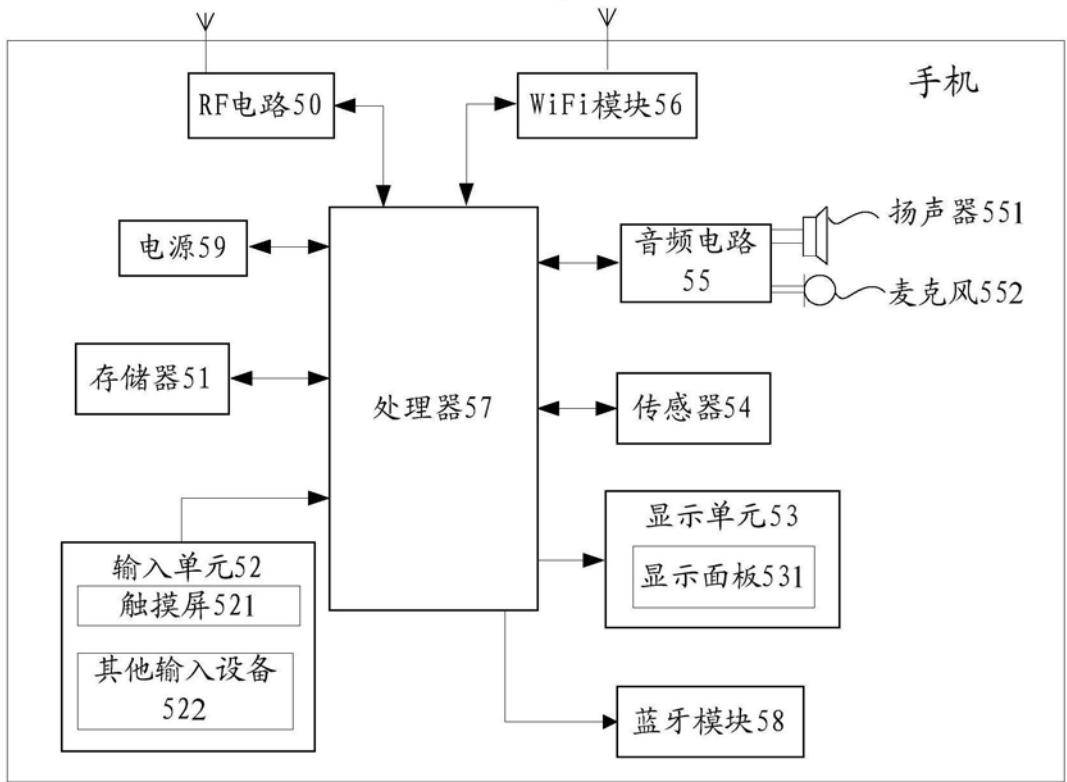 手机
RF电路50
WiFi模块56
电源59
音频电路
55
扬声器551
麦克风552
存储器51
处理器57
传感器54
输入单元52
触摸屏521
其他输入设备
522
显示单元53
显示面板531
蓝牙模块58